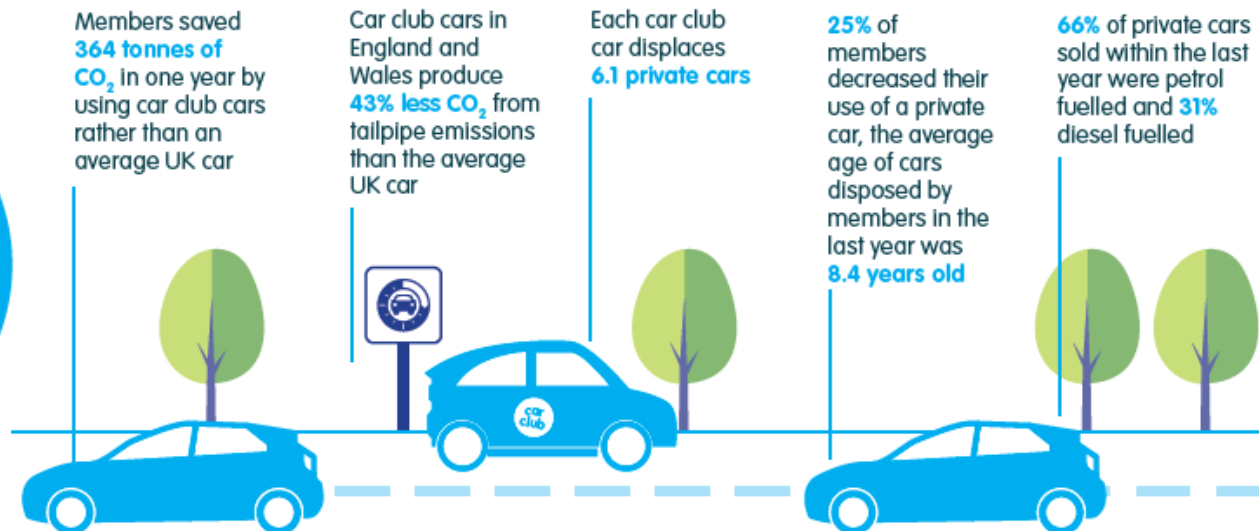 Members saved
364 tonnes of
CO₂ in one year by
using car club cars
rather than an
average UK car
Car club cars in
England and
Wales produce
43% less CO₂ from
tailpipe emissions
than the average
UK car
Each car club
car displaces
6.1 private cars
25% of
members
decreased their
use of a private
car, the average
age of cars
disposed by
members in the
last year was
8.4 years old
66% of private cars
sold within the last
year were petrol
fuelled and 31%
diesel fuelled
car
club